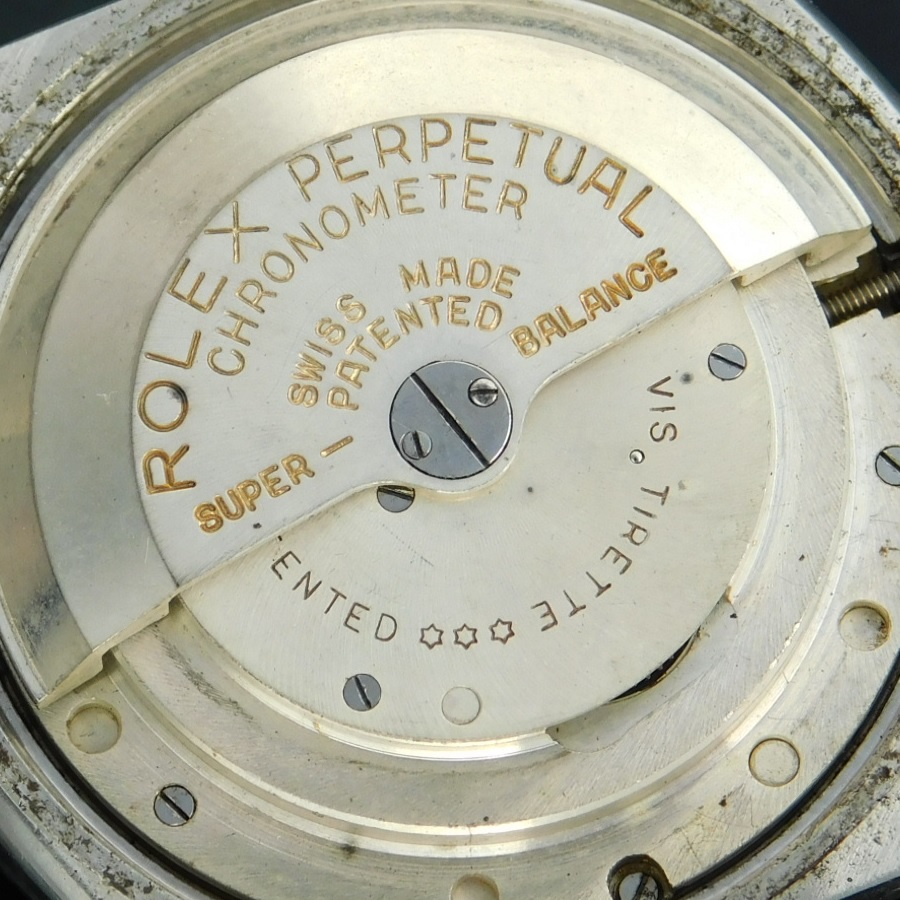 ROLEX PERPETUAL
CHRONOMETER
SWISS MADE
PATENTED
SUPER - BALANCE
VIS. TIRETTE
ENTED ✡✡✡